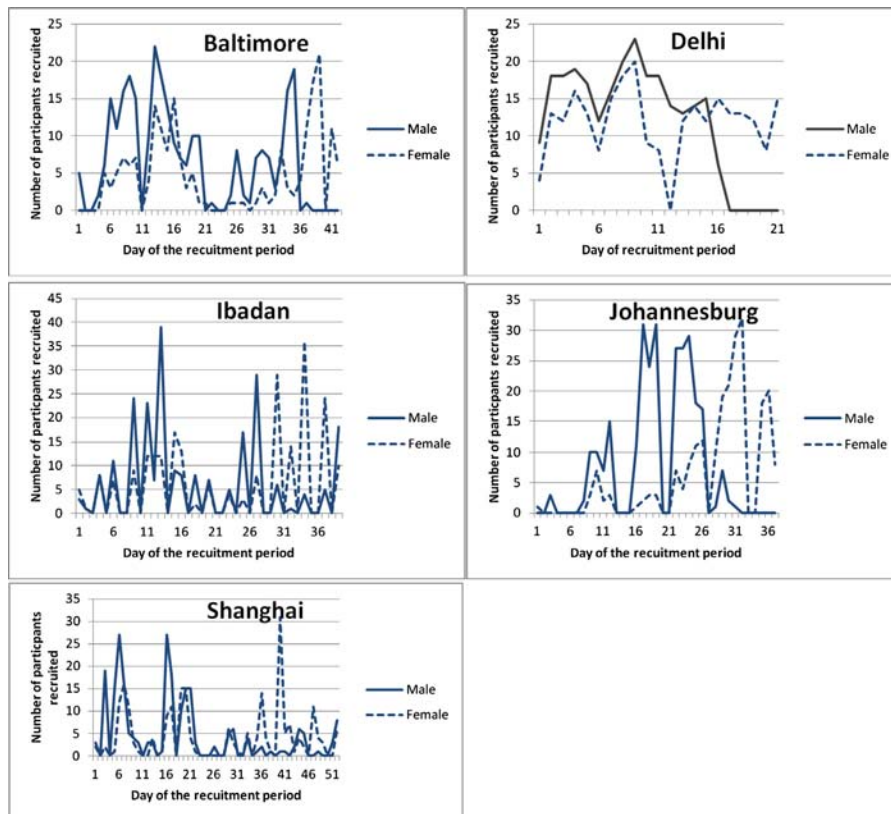 Baltimore
Number of particpants recruited
25
20
15
10
5
0
1 6 11 16 21 26 31 36 41
Day of the recuitment period
Male
Female
Delhi
Number of participants recruited
25
20
15
10
5
0
1 6 11 16 21
Day of recruitment period
Male
Female
Ibadan
Number of particpants recruited
45
40
35
30
25
20
15
10
5
0
1 6 11 16 21 26 31 36
Day of the recuitment period
Male
Female
Johannesburg
Number of particpants recruited
35
30
25
20
15
10
5
0
1 6 11 16 21 26 31 36
Day of the recuitment period
Male
Female
Shanghai
Number of particpants
recruited
35
30
25
20
15
10
5
0
1 6 11 16 21 26 31 36 41 46 51
Day of the recuitment period
Male
Female